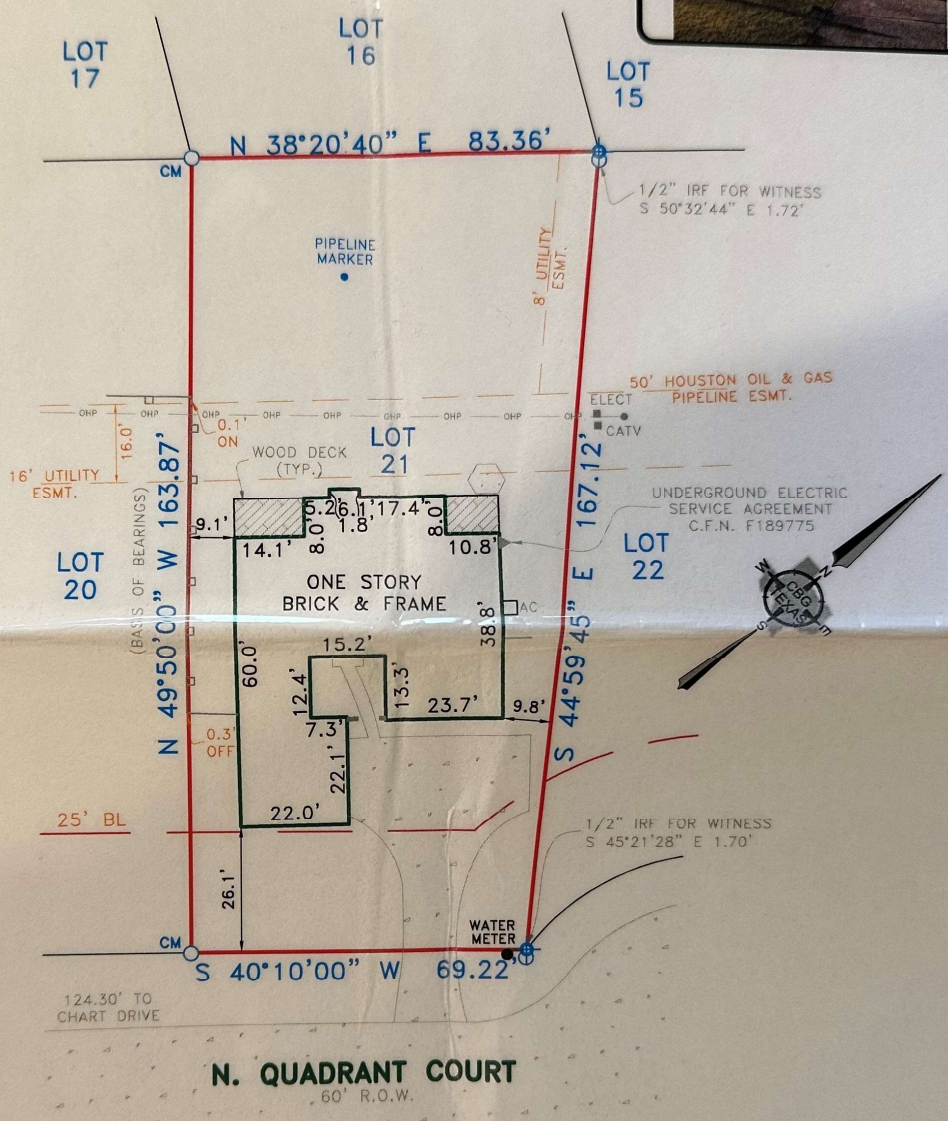 LOT
17
LOT
16
LOT
15
N 38°20'40" E 83.36'
CM
1/2" IRF FOR WITNESS
S 50°32'44" E 1.72'
PIPELINE
MARKER
8' UTILITY
ESMT.
50' HOUSTON OIL & GAS
PIPELINE ESMT.
OHP OHP OHP OHP OHP OHP OHP OHP OHP
ELECT
CATV
0.1'
ON
16.0'
16' UTILITY
ESMT.
WOOD DECK
(TYP.)
LOT
21
UNDERGROUND ELECTRIC
SERVICE AGREEMENT
C.F.N. F189775
N 49°50'00" W 163.87'
(BASIS OF BEARINGS)
S 44°59'45" E 167.12'
9.1'
14.1'
8.0'
5.2'
6.1'
1.8'
17.4'
8.0'
10.8'
LOT
20
LOT
22
ONE STORY
BRICK & FRAME
AC
W N
CBG
TEXAS
S E
60.0'
15.2'
38.8'
12.4'
13.3'
23.7'
9.8'
7.3'
0.3'
OFF
22.1'
22.0'
25' BL
1/2" IRF FOR WITNESS
S 45°21'28" E 1.70'
26.1'
WATER
METER
CM
S 40°10'00" W 69.22'
124.30' TO
CHART DRIVE
N. QUADRANT COURT
60' R.O.W.